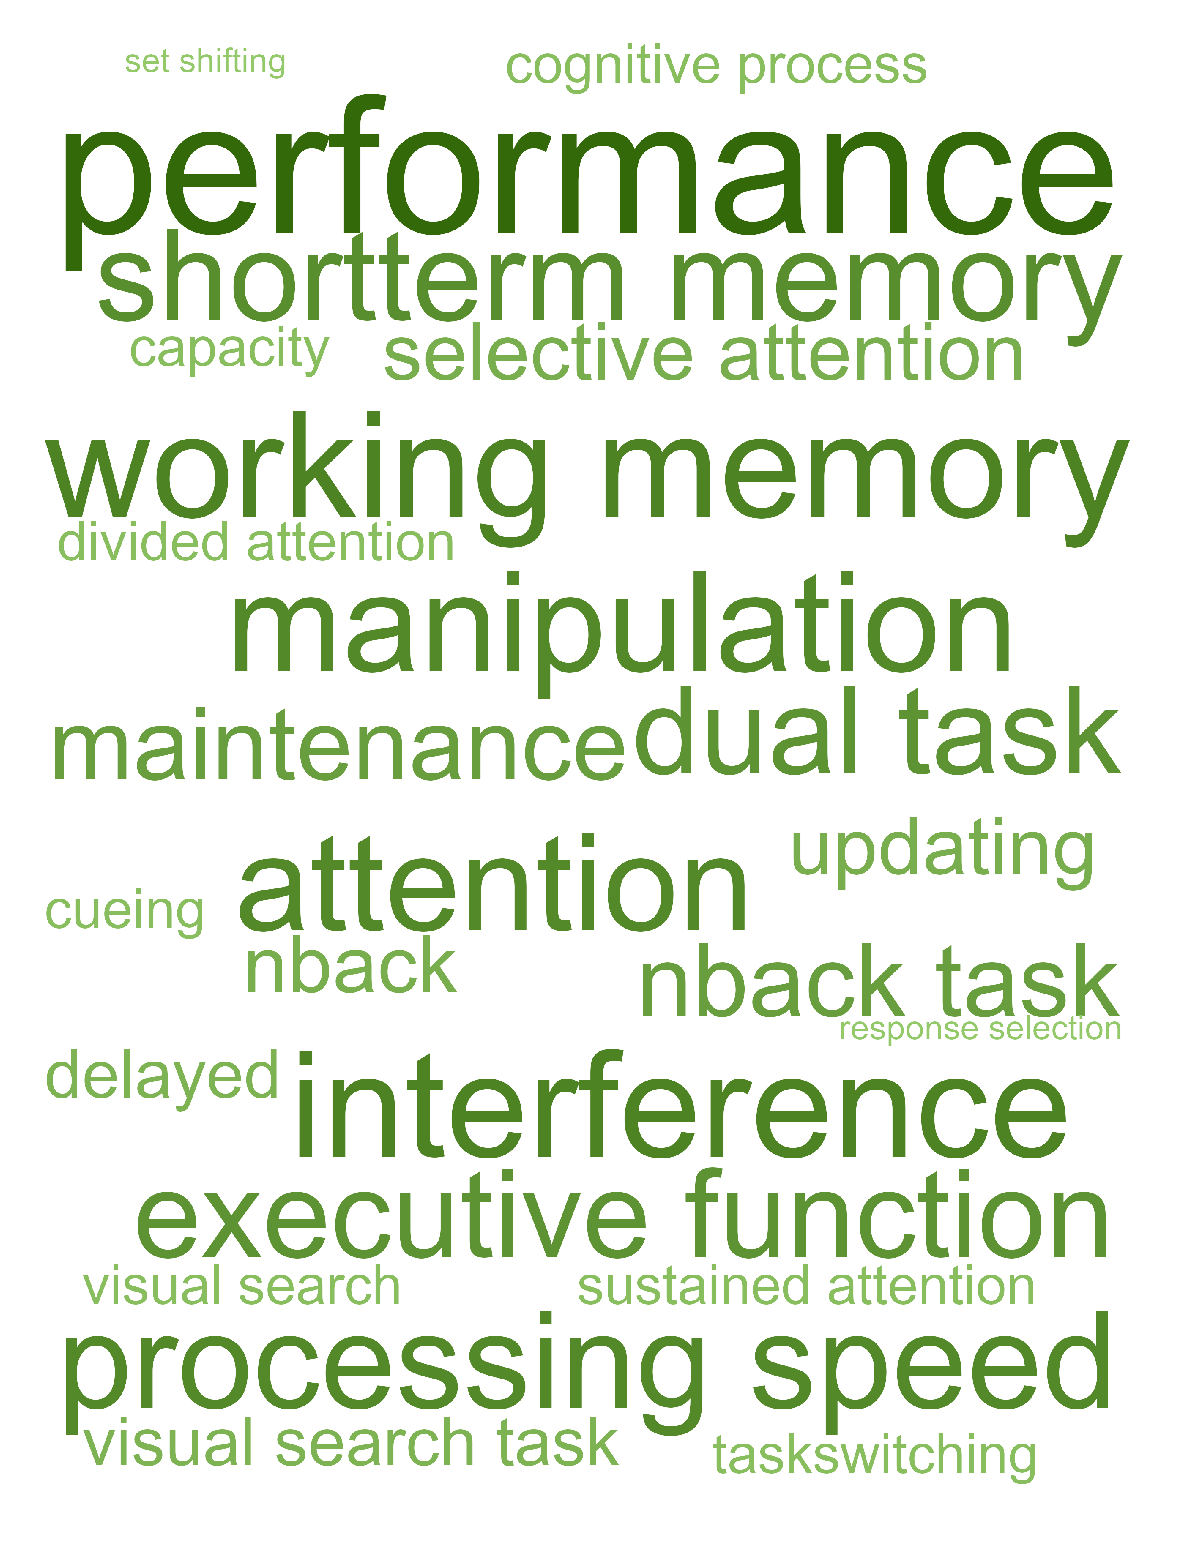 set shifting
cognitive process
performance
shortterm memory
capacity
selective attention
working memory
divided attention
manipulation
maintenance
dual task
updating
attention
cueing
nback
nback task
response selection
delayed
interference
executive function
visual search
sustained attention
processing speed
visual search task
taskswitching